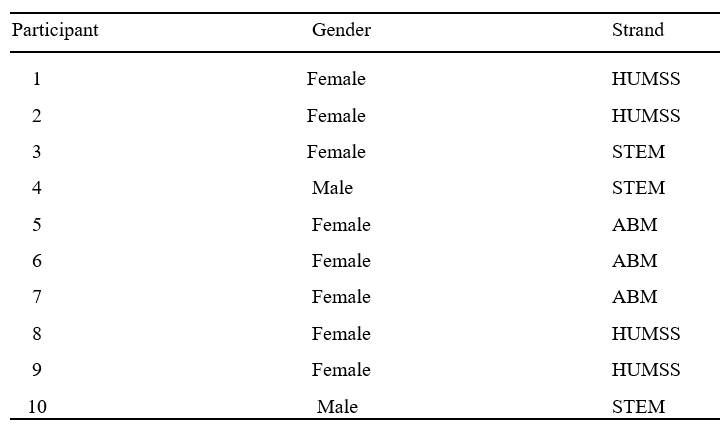 Participant Gender Strand
1 Female HUMSS
2 Female HUMSS
3 Female STEM
4 Male STEM
5 Female ABM
6 Female ABM
7 Female ABM
8 Female HUMSS
9 Female HUMSS
10 Male STEM